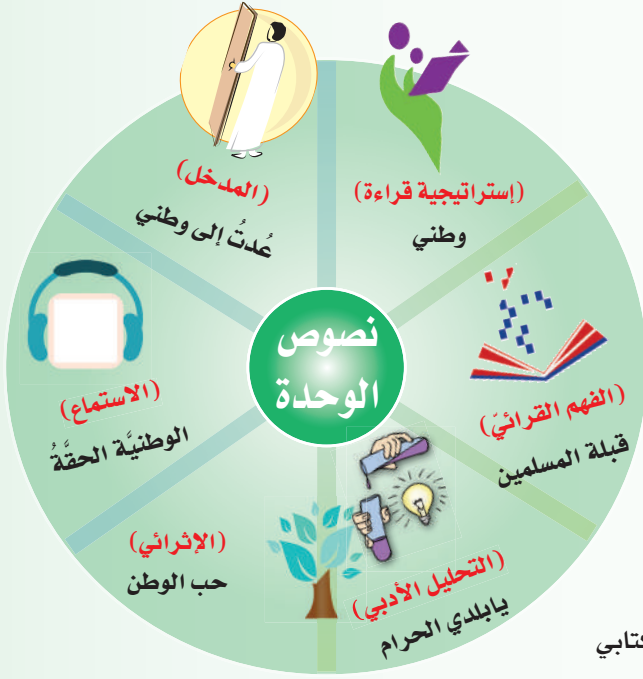 (إستراتيجية قراءة)
وطني
(المدخل)
عُدتُ إلى وطني
نصوص
الوحدة
(الفهم القرائيّ)
قبلة المسلمين
(الاستماع)
الوطنيَّة الحقَّةُ
(الإثرائي)
حب الوطن
(التحليل الأدبي)
يابلدي الحرام
كتابي